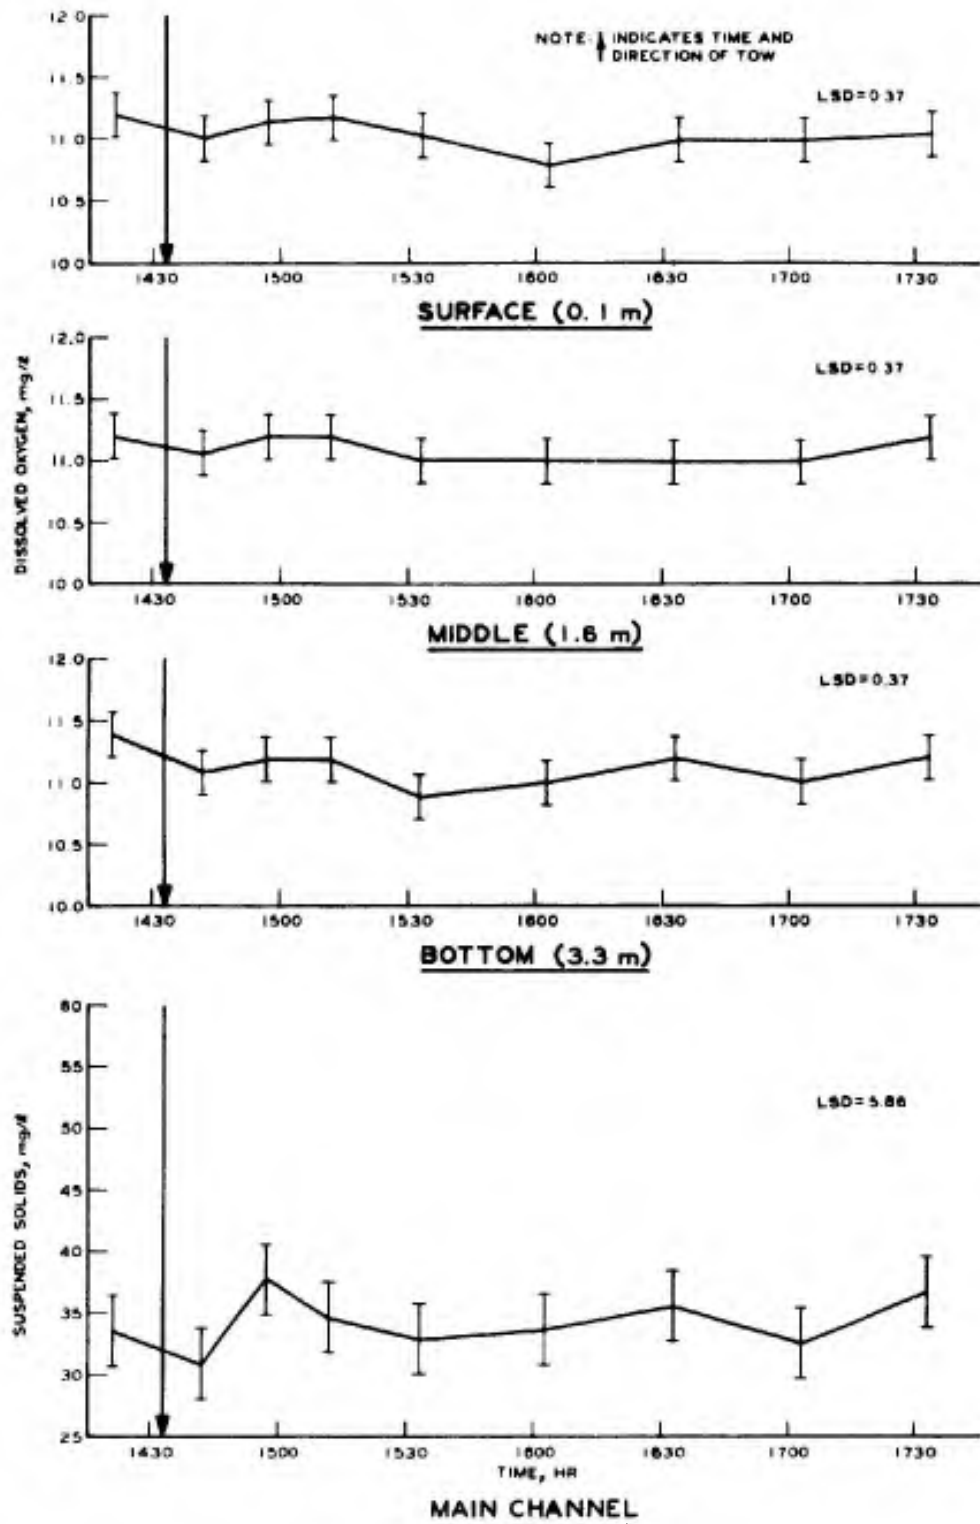 12.0
NOTE: INDICATES TIME AND
DIRECTION OF TOW
11.5
LSD=0.37
11.0
10.5
10.0
1430 1500 1530 1600 1630 1700 1730
SURFACE (0.1 m)
12.0
LSD=0.37
11.5
11.0
10.5
10.0
1430 1500 1530 1600 1630 1700 1730
MIDDLE (1.6 m)
DISSOLVED OXYGEN, mg/ℓ
12.0
LSD=0.37
11.5
11.0
10.5
10.0
1430 1500 1530 1600 1630 1700 1730
BOTTOM (3.3 m)
60
55
LSD=5.86
50
45
40
35
30
25
SUSPENDED SOLIDS, mg/ℓ
1430 1500 1530 1600 1630 1700 1730
TIME, HR
MAIN CHANNEL